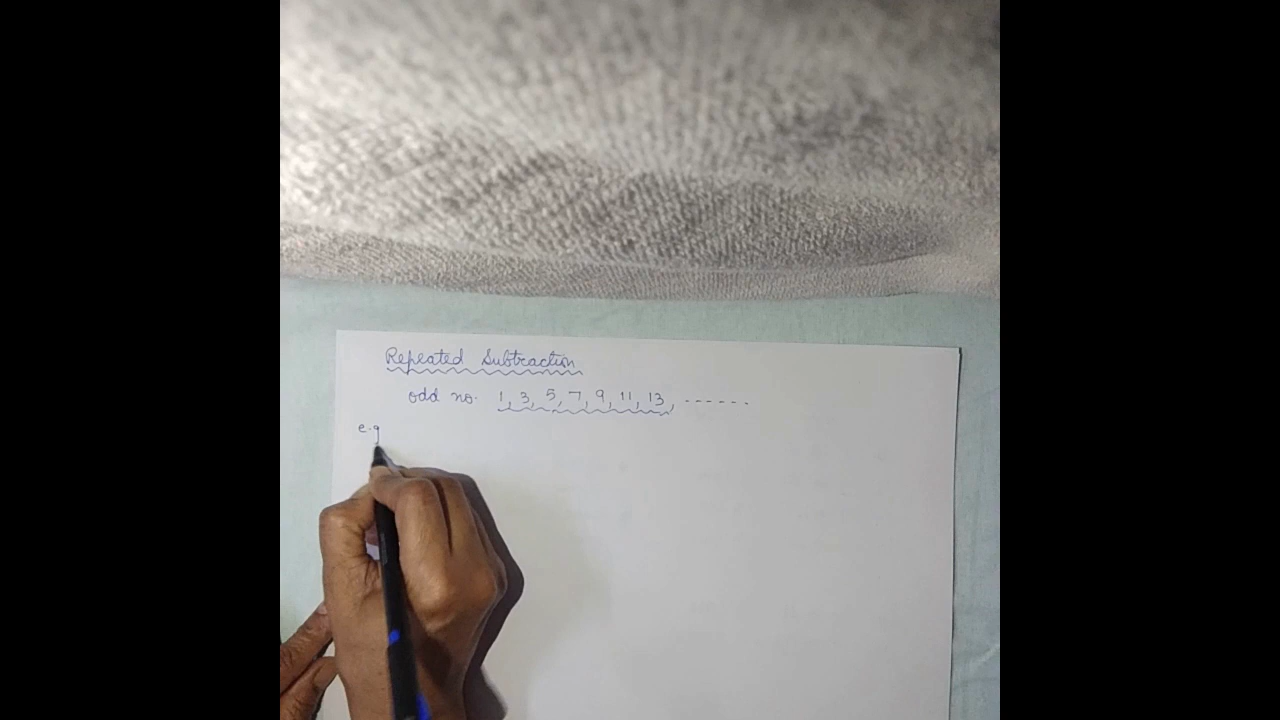 Repeated Subtraction
odd no. 1, 3, 5, 7, 9, 11, 13, ------
e.g